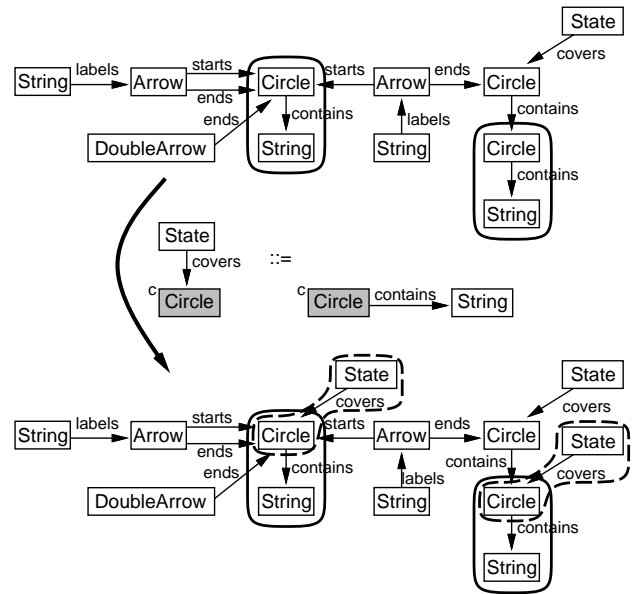 State
covers
String labels Arrow starts Circle starts Arrow ends Circle
ends
ends
contains
labels
contains
DoubleArrow String String Circle
contains
String
State
covers
::=
c Circle
c Circle contains String
State
covers
State
covers
String labels Arrow starts Circle starts Arrow ends Circle
ends
ends
contains
labels
contains
State
covers
DoubleArrow String String Circle
contains
String